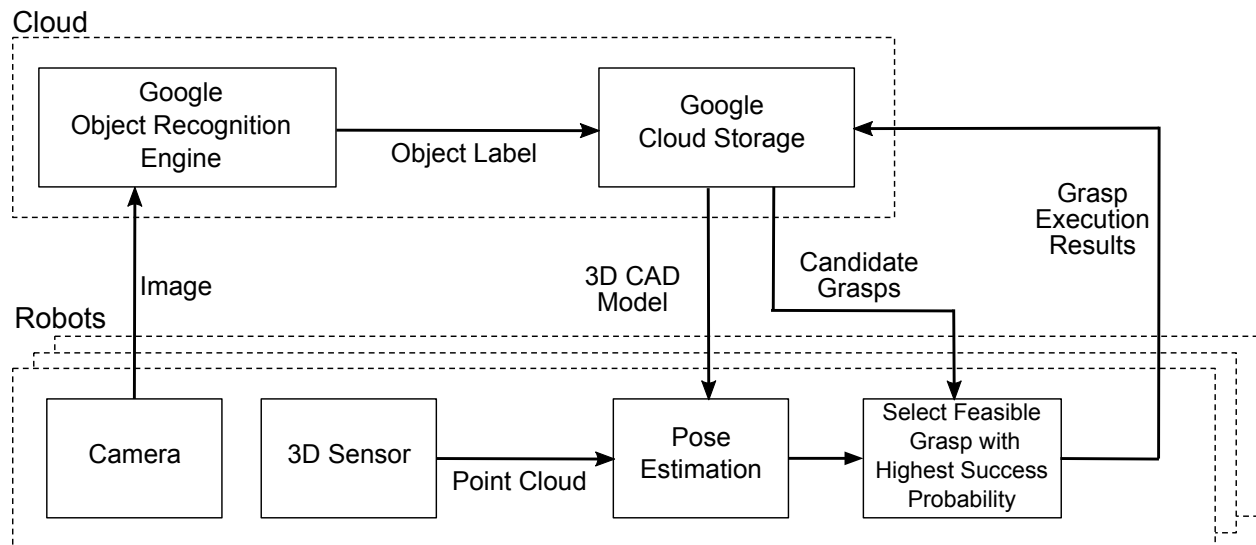 Cloud
Google
Object Recognition
Engine
Object Label
Google
Cloud Storage
Image
3D CAD
Model
Candidate
Grasps
Grasp
Execution
Results
Robots
Camera
3D Sensor
Point Cloud
Pose
Estimation
Select Feasible
Grasp with
Highest Success
Probability